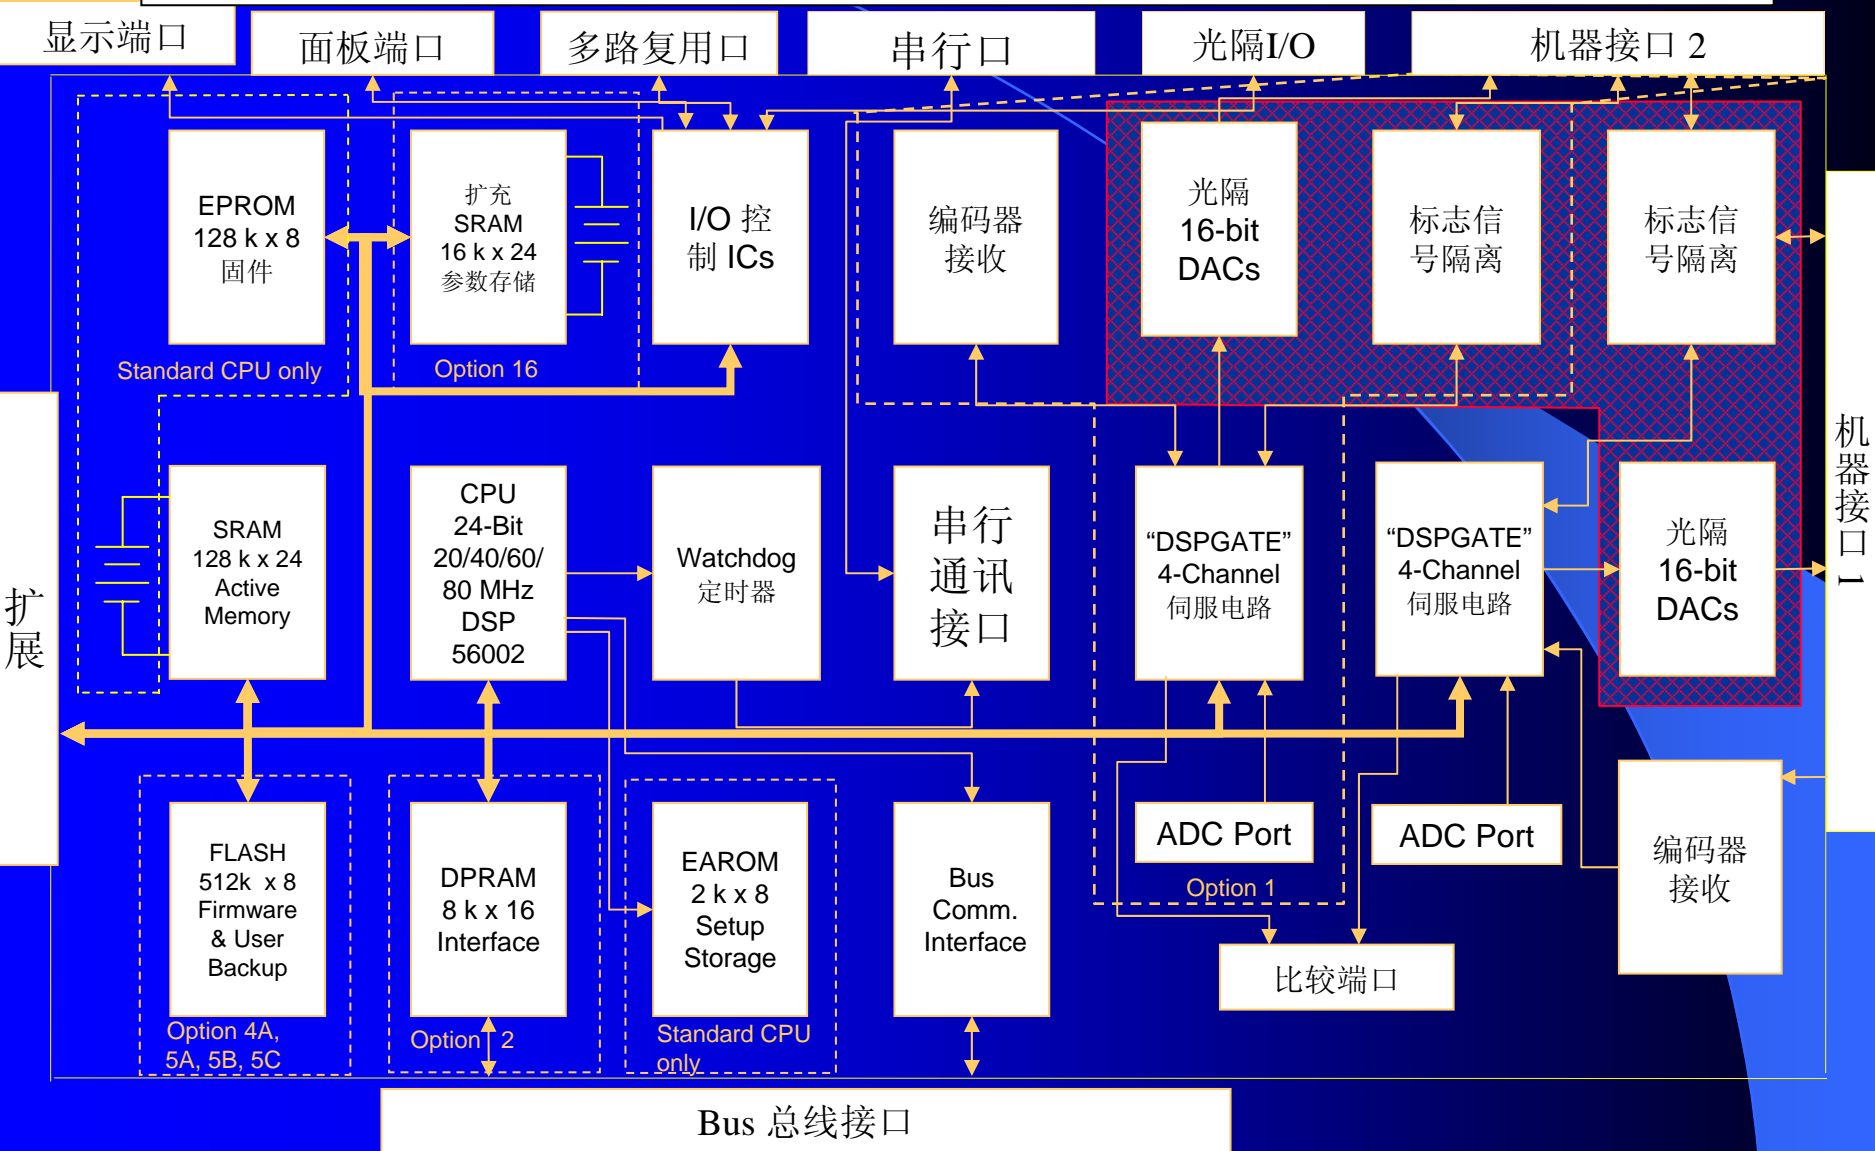 显示端口
面板端口
多路复用口
串行口
光隔I/O
机器接口 2
EPROM
128 k x 8
固件
扩充
SRAM
16 k x 24
参数存储
I/O 控
制 ICs
编码器
接收
光隔
16-bit
DACs
标志信
号隔离
标志信
号隔离
Standard CPU only
Option 16
机器接口 1
扩展
SRAM
128 k x 24
Active
Memory
CPU
24-Bit
20/40/60/
80 MHz
DSP
56002
Watchdog
定时器
串行
通讯
接口
“DSPGATE”
4-Channel
伺服电路
“DSPGATE”
4-Channel
伺服电路
光隔
16-bit
DACs
FLASH
512k x 8
Firmware
& User
Backup
DPRAM
8 k x 16
Interface
EAROM
2 k x 8
Setup
Storage
Bus
Comm.
Interface
ADC Port
ADC Port
Option 1
编码器
接收
比较端口
Option 4A,
5A, 5B, 5C
Option 2
Standard CPU
only
Bus 总线接口